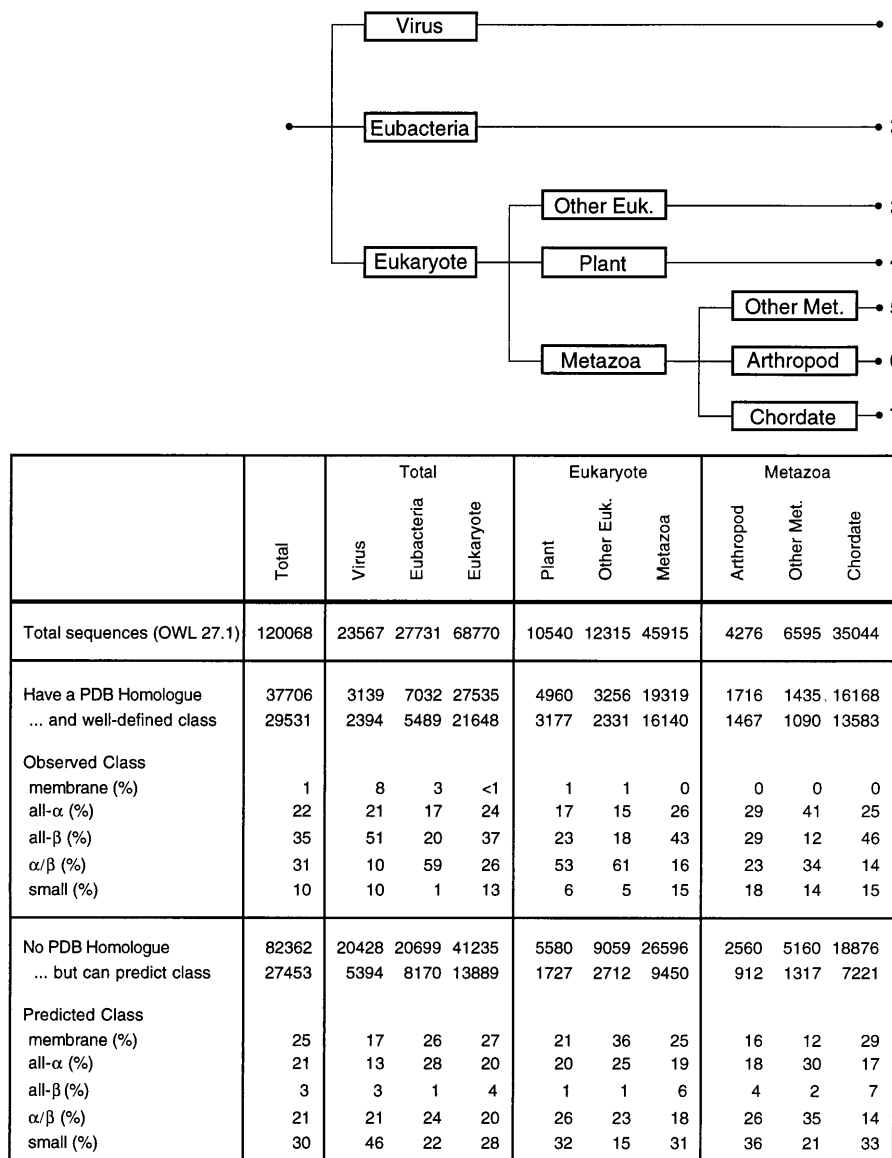 Virus
Eubacteria
Other Euk.
Eukaryote
Plant
Other Met.
Metazoa
Arthropod
Chordate
Total Eukaryote Metazoa
Total Virus Eubacteria Eukaryote Plant Other Euk. Metazoa Arthropod Other Met. Chordate
Total sequences (OWL 27.1) 120068 23567 27731 68770 10540 12315 45915 4276 6595 35044
Have a PDB Homologue 37706 3139 7032 27535 4960 3256 19319 1716 1435 16168
... and well-defined class 29531 2394 5489 21648 3177 2331 16140 1467 1090 13583
Observed Class
membrane (%) 1 8 3 <1 1 1 0 0 0 0
all-α (%) 22 21 17 24 17 15 26 29 41 25
all-β (%) 35 51 20 37 23 18 43 29 12 46
α/β (%) 31 10 59 26 53 61 16 23 34 14
small (%) 10 10 1 13 6 5 15 18 14 15
No PDB Homologue 82362 20428 20699 41235 5580 9059 26596 2560 5160 18876
... but can predict class 27453 5394 8170 13889 1727 2712 9450 912 1317 7221
Predicted Class
membrane (%) 25 17 26 27 21 36 25 16 12 29
all-α (%) 21 13 28 20 20 25 19 18 30 17
all-β (%) 3 3 1 4 1 1 6 4 2 7
α/β (%) 21 21 24 20 26 23 18 26 35 14
small (%) 30 46 22 28 32 15 31 36 21 33